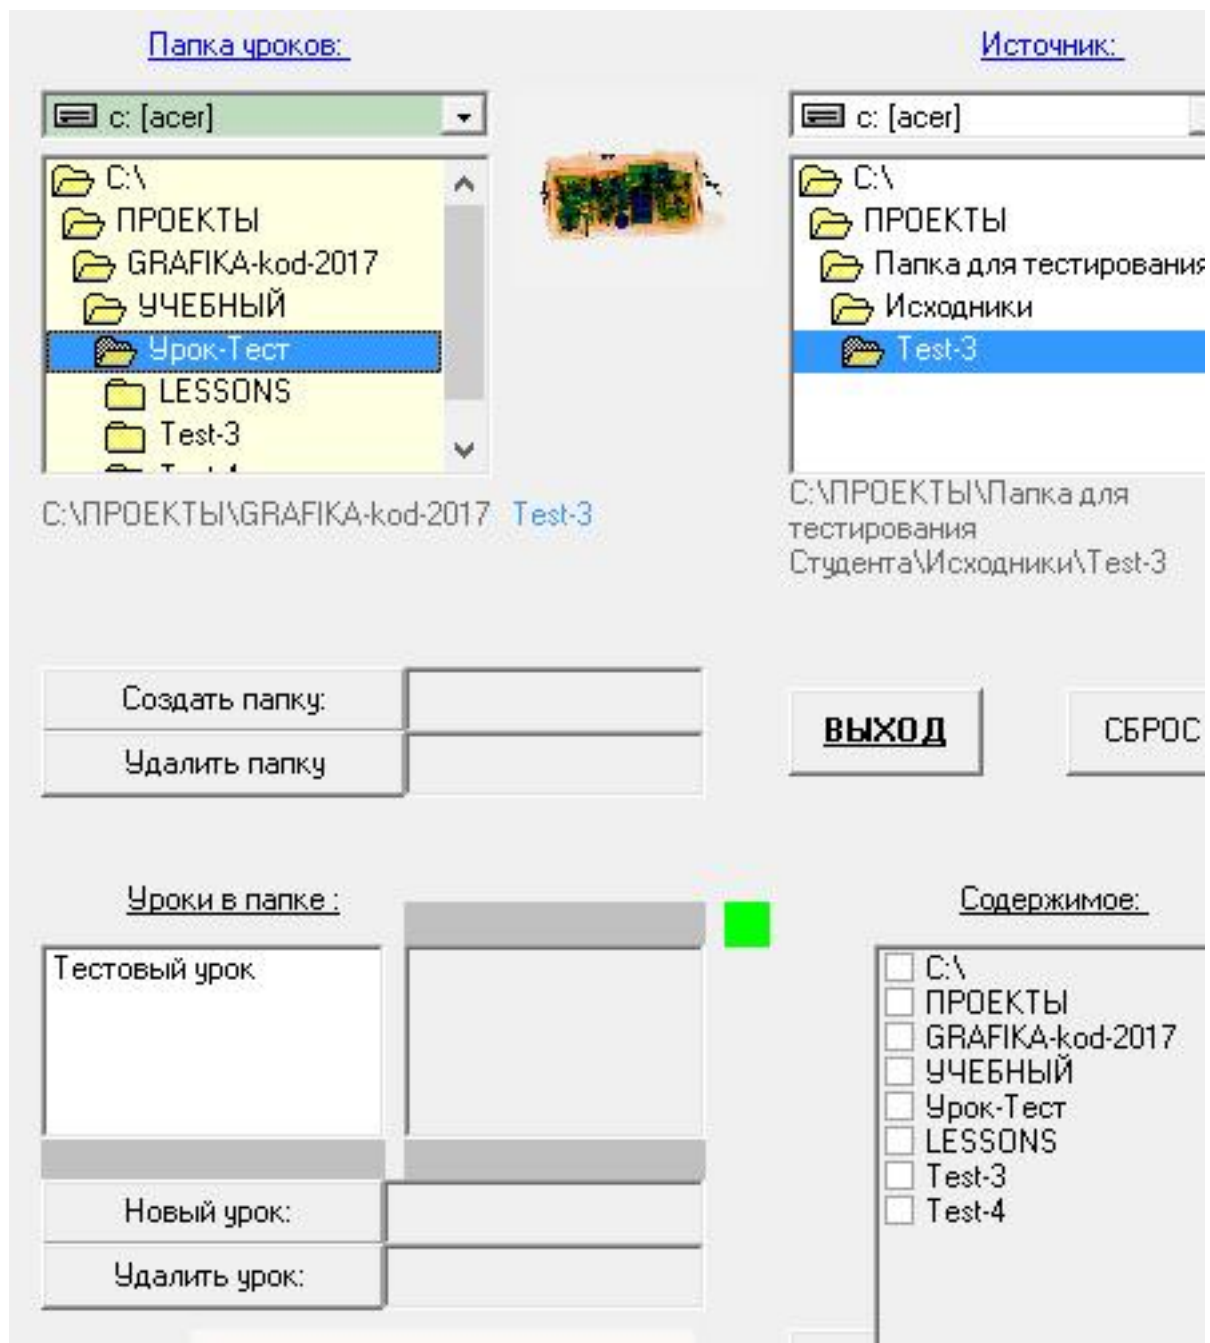 Папка уроков:
Источник:
c: [acer]
c: [acer]
C:\
ПРОЕКТЫ
GRAFIKA-kod-2017
УЧЕБНЫЙ
Урок-Тест
LESSONS
Test-3
C:\
ПРОЕКТЫ
Папка для тестирования
Исходники
Test-3
C:\ПРОЕКТЫ\GRAFIKA-kod-2017
Test-3
C:\ПРОЕКТЫ\Папка для
тестирования
Студента\Исходники\Test-3
Создать папку:
Удалить папку
ВЫХОД
СБРОС
Уроки в папке :
Тестовый урок
Содержимое:
C:\
ПРОЕКТЫ
GRAFIKA-kod-2017
УЧЕБНЫЙ
Урок-Тест
LESSONS
Test-3
Test-4
Новый урок:
Удалить урок: